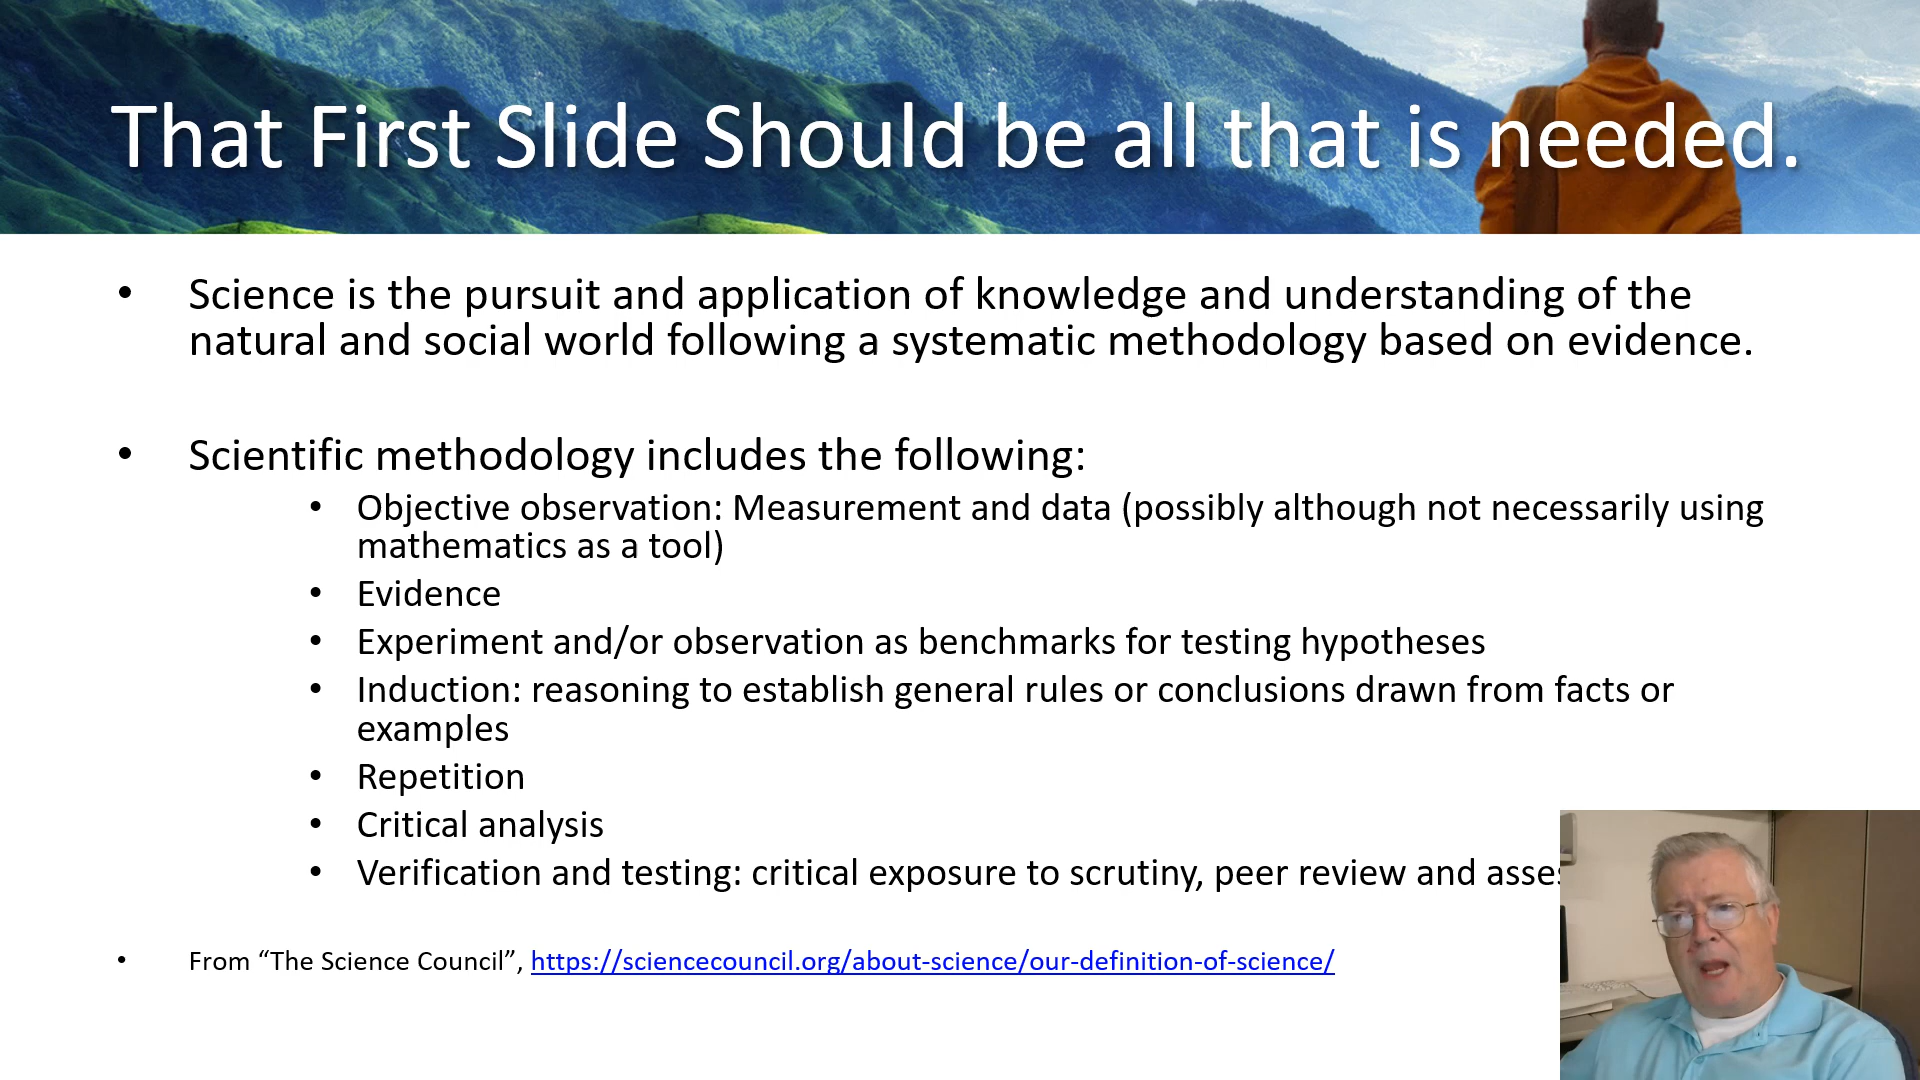 That First Slide Should be all that is needed.
• Science is the pursuit and application of knowledge and understanding of the
natural and social world following a systematic methodology based on evidence.
• Scientific methodology includes the following:
• Objective observation: Measurement and data (possibly although not necessarily using
mathematics as a tool)
• Evidence
• Experiment and/or observation as benchmarks for testing hypotheses
• Induction: reasoning to establish general rules or conclusions drawn from facts or
examples
• Repetition
• Critical analysis
• Verification and testing: critical exposure to scrutiny, peer review and
• From “The Science Council”, https://sciencecouncil.org/about-science/our-definition-of-science/